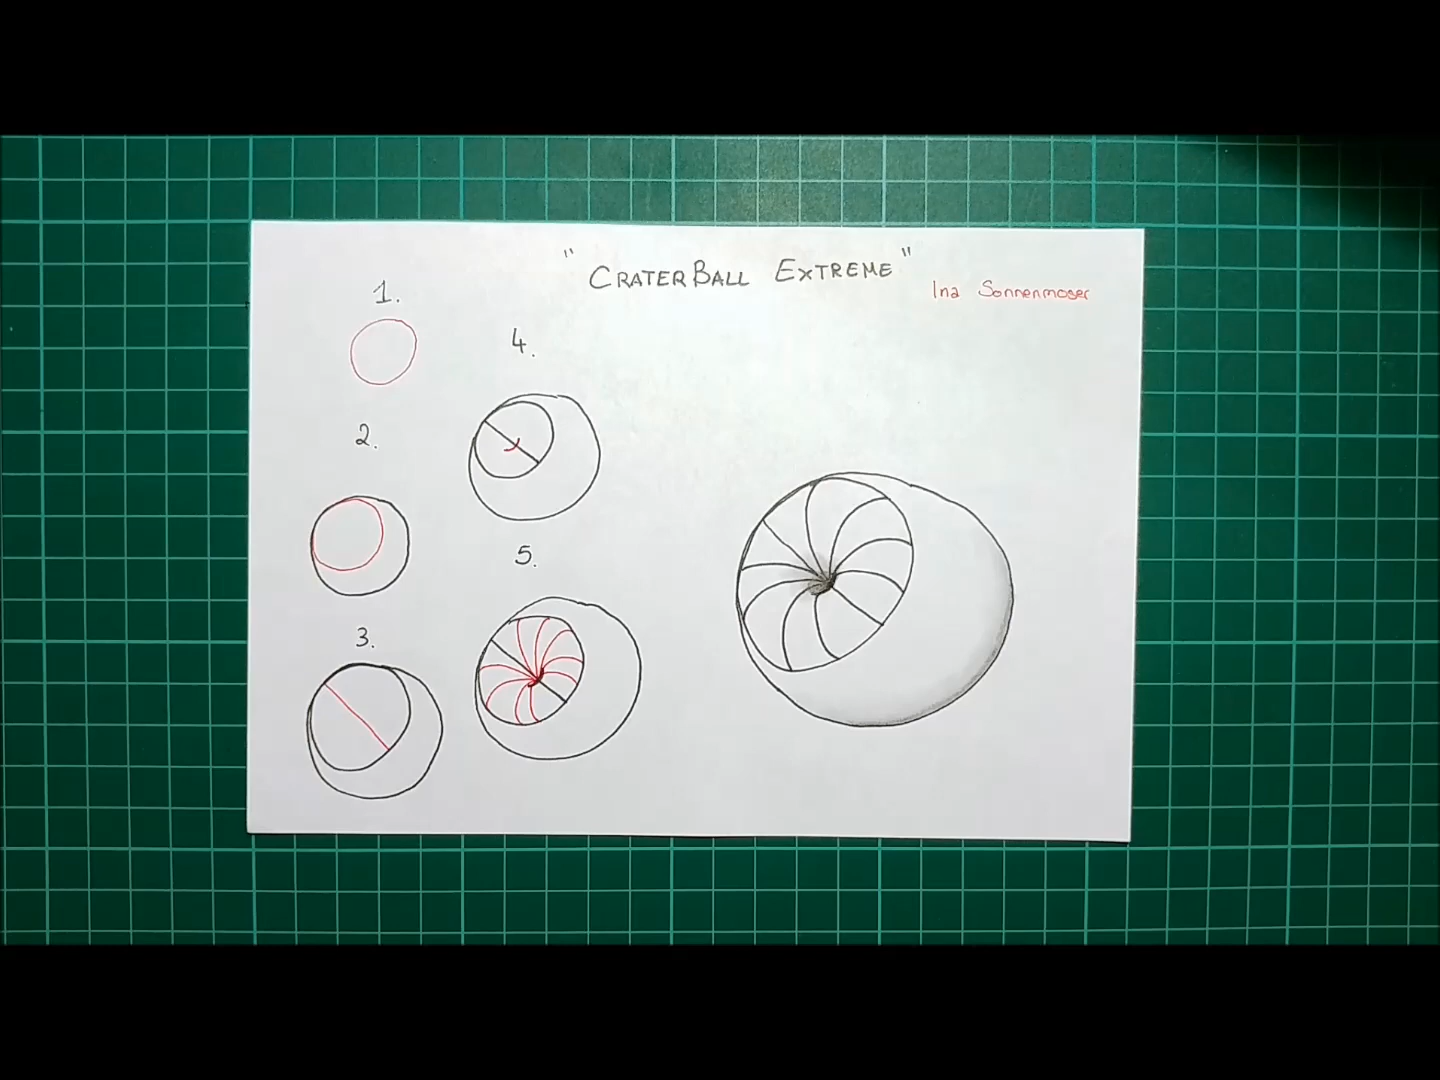 "CRATERBALL EXTREME"
Ina Sonnenmoser
1.
2.
3.
4.
5.